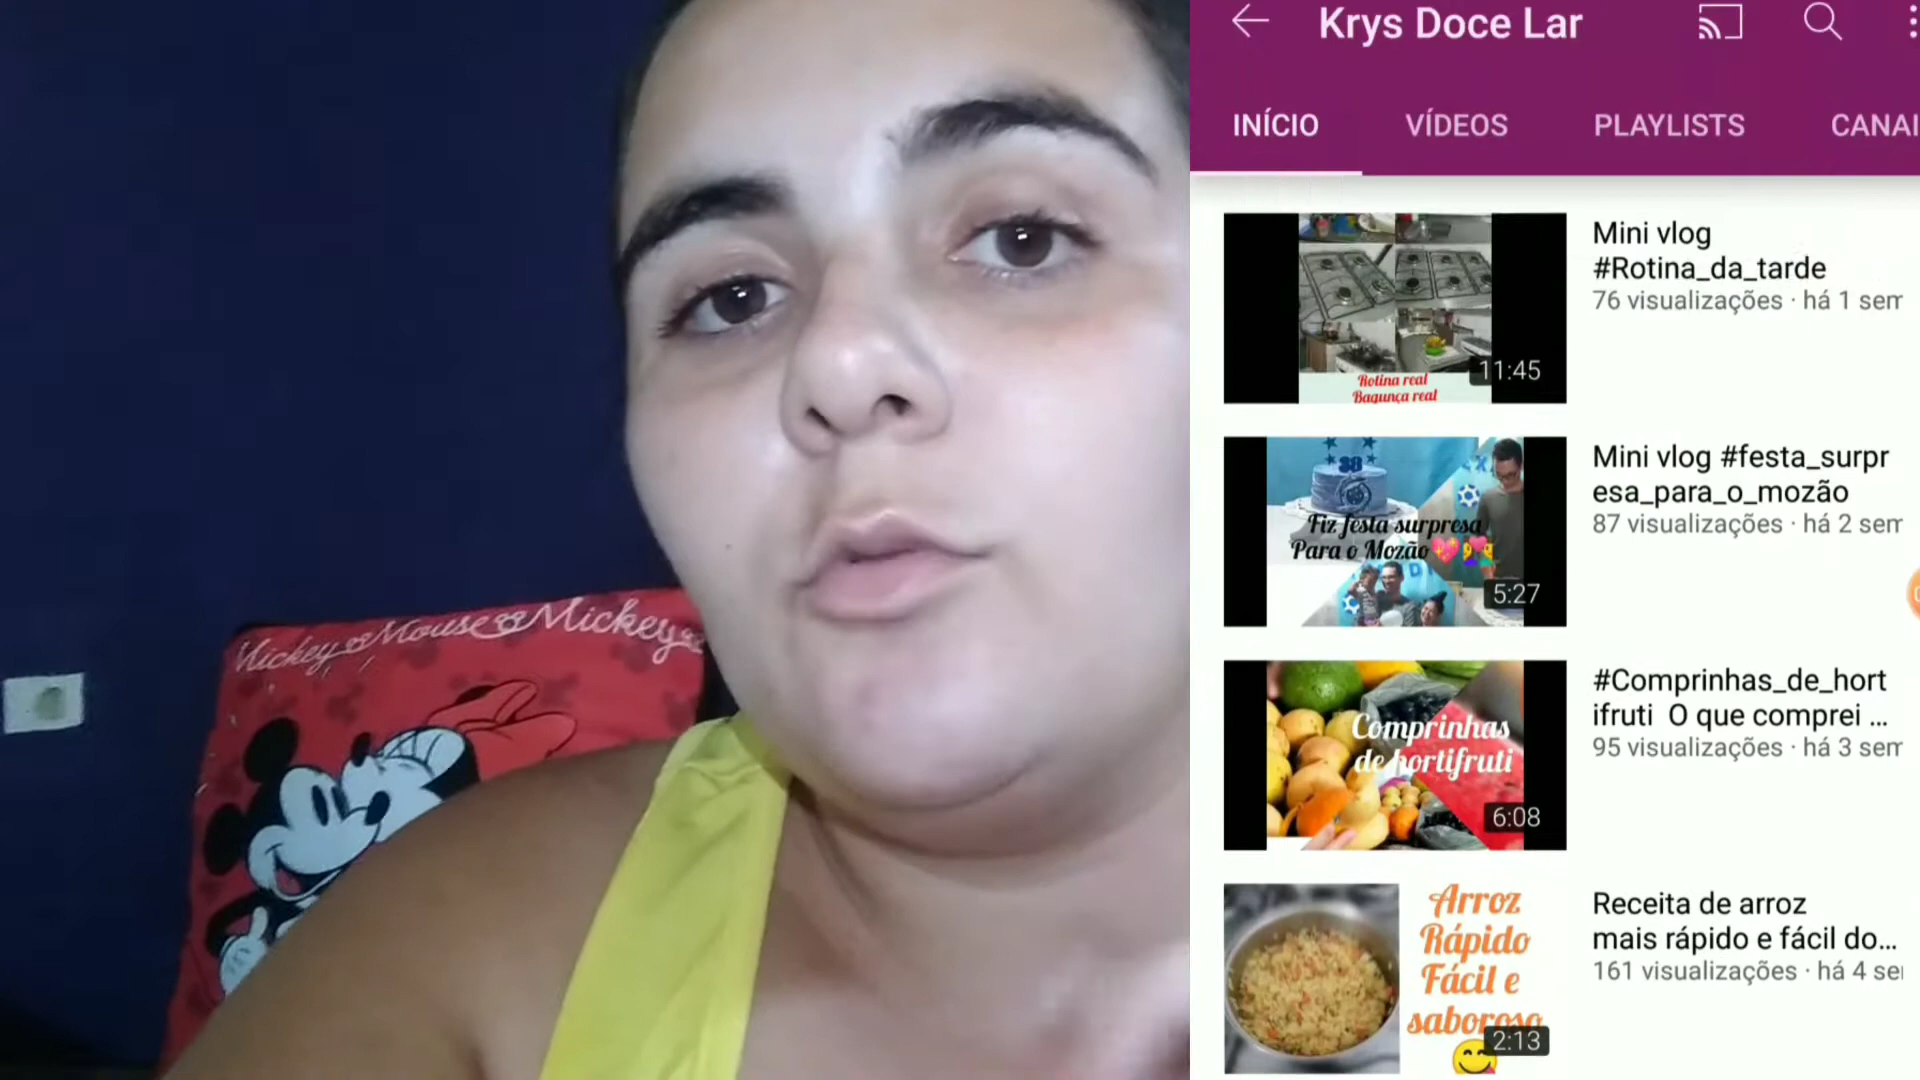 Krys Doce Lar
INÍCIO
VÍDEOS
PLAYLISTS
CANAI
Mickey Mouse Mickey
Rotina real
Bagunça real
11:45
Mini vlog
#Rotina_da_tarde
76 visualizações · há 1 sem
38
Fiz festa surpresa
Para o Mozão💖👩‍❤️‍👨
5:27
Mini vlog #festa_surpr
esa_para_o_mozão
87 visualizações · há 2 sem
Comprinhas
de hortifruti
6:08
#Comprinhas_de_hort
ifruti O que comprei ...
95 visualizações · há 3 sem
Arroz
Rápido
Fácil e
saboroso
😋
2:13
Receita de arroz
mais rápido e fácil do...
161 visualizações · há 4 se